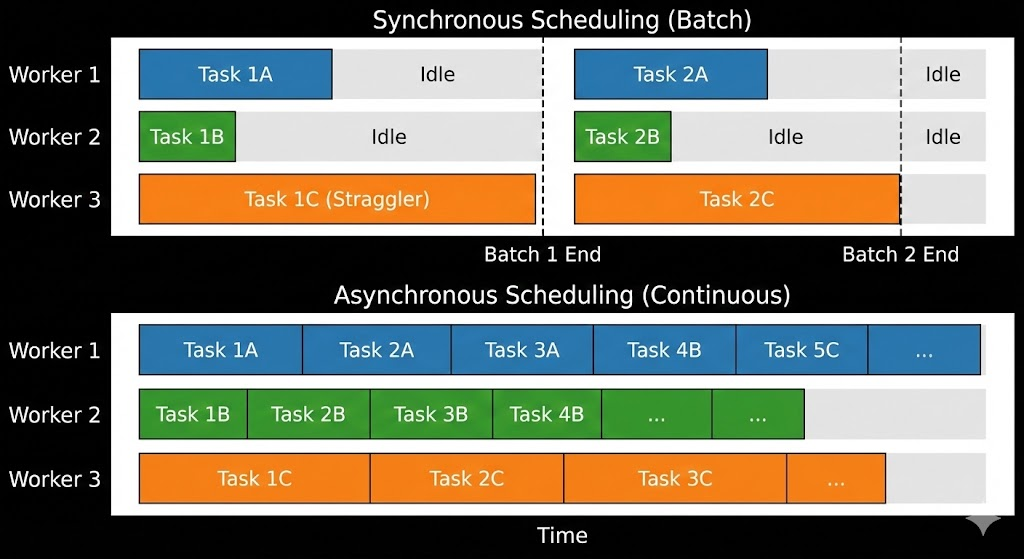 Synchronous Scheduling (Batch)
Worker 1
Task 1A
Idle
Task 2A
Idle
Worker 2
Task 1B
Idle
Task 2B
Idle
Idle
Worker 3
Task 1C (Straggler)
Task 2C
Batch 1 End
Batch 2 End
Asynchronous Scheduling (Continuous)
Worker 1
Task 1A
Task 2A
Task 3A
Task 4B
Task 5C
...
Worker 2
Task 1B
Task 2B
Task 3B
Task 4B
...
...
Worker 3
Task 1C
Task 2C
Task 3C
...
Time